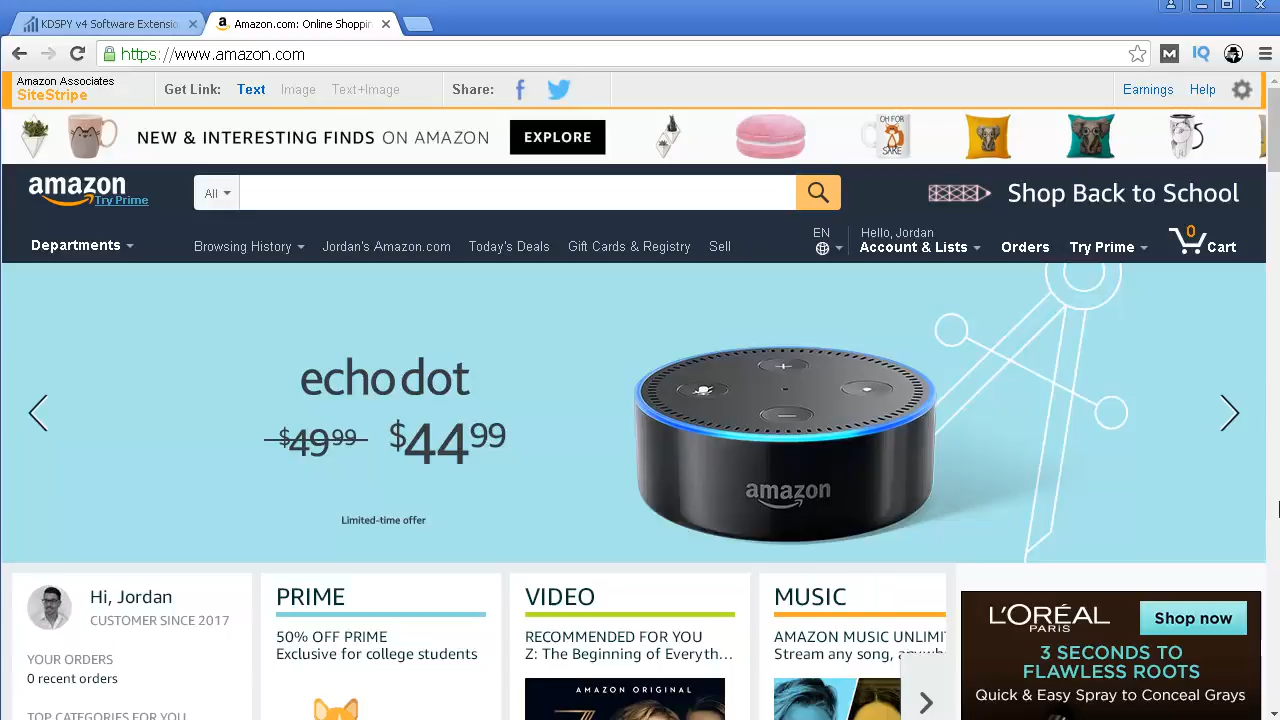 KDSPY v4 Software Extension
Amazon.com: Online Shoppin
https://www.amazon.com
M IQ
Amazon Associates
SiteStripe
Get Link: Text Image Text+Image Share: Earnings Help
NEW & INTERESTING FINDS ON AMAZON EXPLORE
OH FOR
SAKE
amazon
Try Prime
All
Shop Back to School
Departments
Browsing History Jordan's Amazon.com Today's Deals Gift Cards & Registry Sell
EN
Hello, Jordan
Account & Lists Orders Try Prime 0 Cart
echo dot
$49.99 $44.99
Limited-time offer
amazon
Hi, Jordan
CUSTOMER SINCE 2017
YOUR ORDERS
0 recent orders
TOP CATEGORIES FOR YOU
PRIME
50% OFF PRIME
Exclusive for college students
VIDEO
RECOMMENDED FOR YOU
Z: The Beginning of Everyth...
AMAZON ORIGINAL
MUSIC
AMAZON MUSIC UNLIMI
Stream any song, anywh
L'ORÉAL
PARIS
Shop now
3 SECONDS TO
FLAWLESS ROOTS
Quick & Easy Spray to Conceal Grays